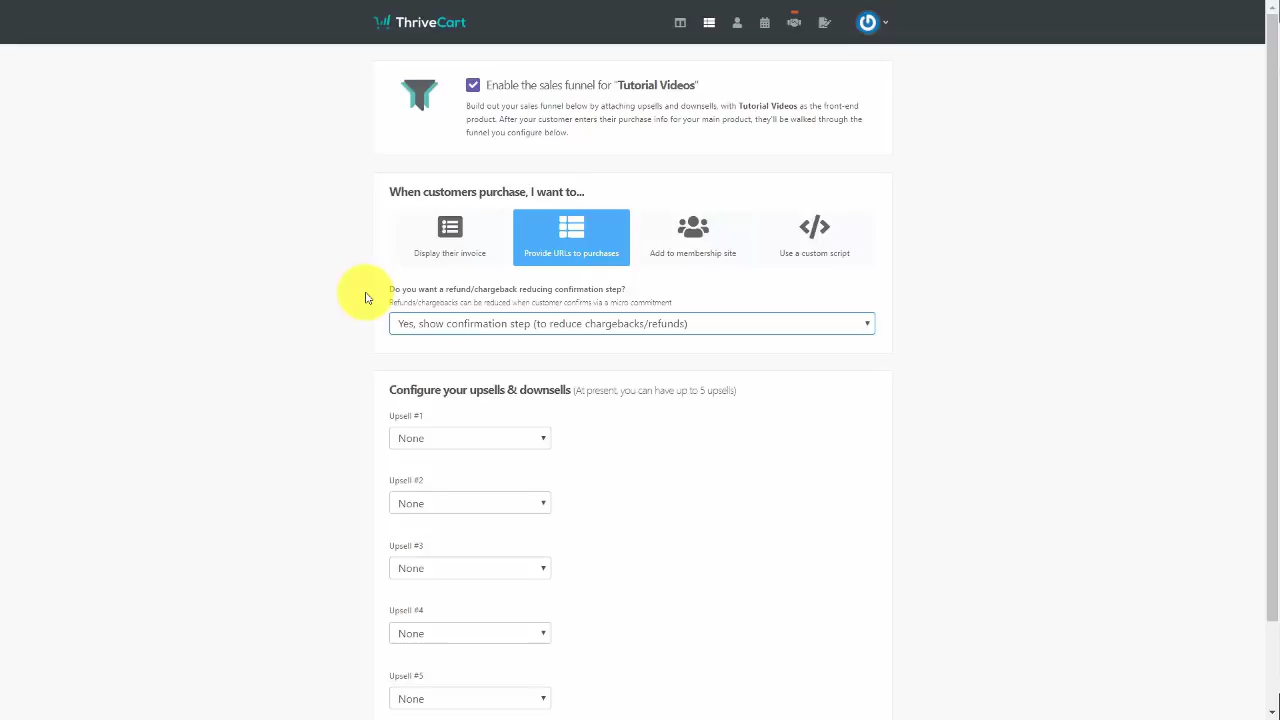 ThriveCart
Enable the sales funnel for "Tutorial Videos"
Build out your sales funnel below by attaching upsells and downsells, with Tutorial Videos as the front-end
product. After your customer enters their purchase info for your main product, they'll be walked through the
funnel you configure below.
When customers purchase, I want to...
Display their invoice
Provide URLs to purchases
Add to membership site
Use a custom script
Do you want a refund/chargeback reducing confirmation step?
Refunds/chargebacks can be reduced when customer confirms via a micro commitment
Yes, show confirmation step (to reduce chargebacks/refunds)
Configure your upsells & downsells (At present, you can have up to 5 upsells)
Upsell #1
None
Upsell #2
None
Upsell #3
None
Upsell #4
None
Upsell #5
None